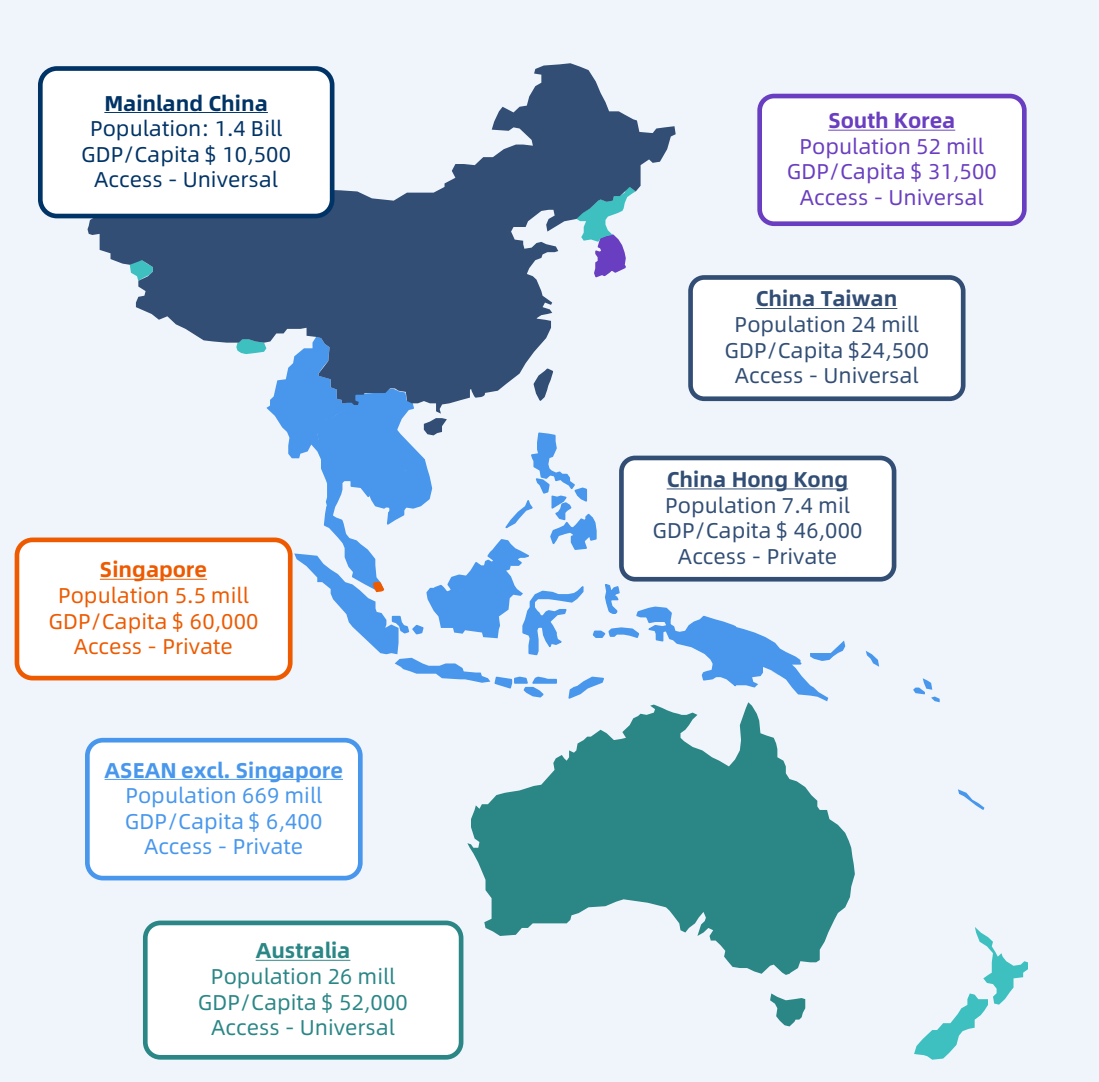 Mainland China
Population: 1.4 Bill
GDP/Capita $ 10,500
Access - Universal
South Korea
Population 52 mill
GDP/Capita $ 31,500
Access - Universal
China Taiwan
Population 24 mill
GDP/Capita $24,500
Access - Universal
China Hong Kong
Population 7.4 mil
GDP/Capita $ 46,000
Access - Private
Singapore
Population 5.5 mill
GDP/Capita $ 60,000
Access - Private
ASEAN excl. Singapore
Population 669 mill
GDP/Capita $ 6,400
Access - Private
Australia
Population 26 mill
GDP/Capita $ 52,000
Access - Universal